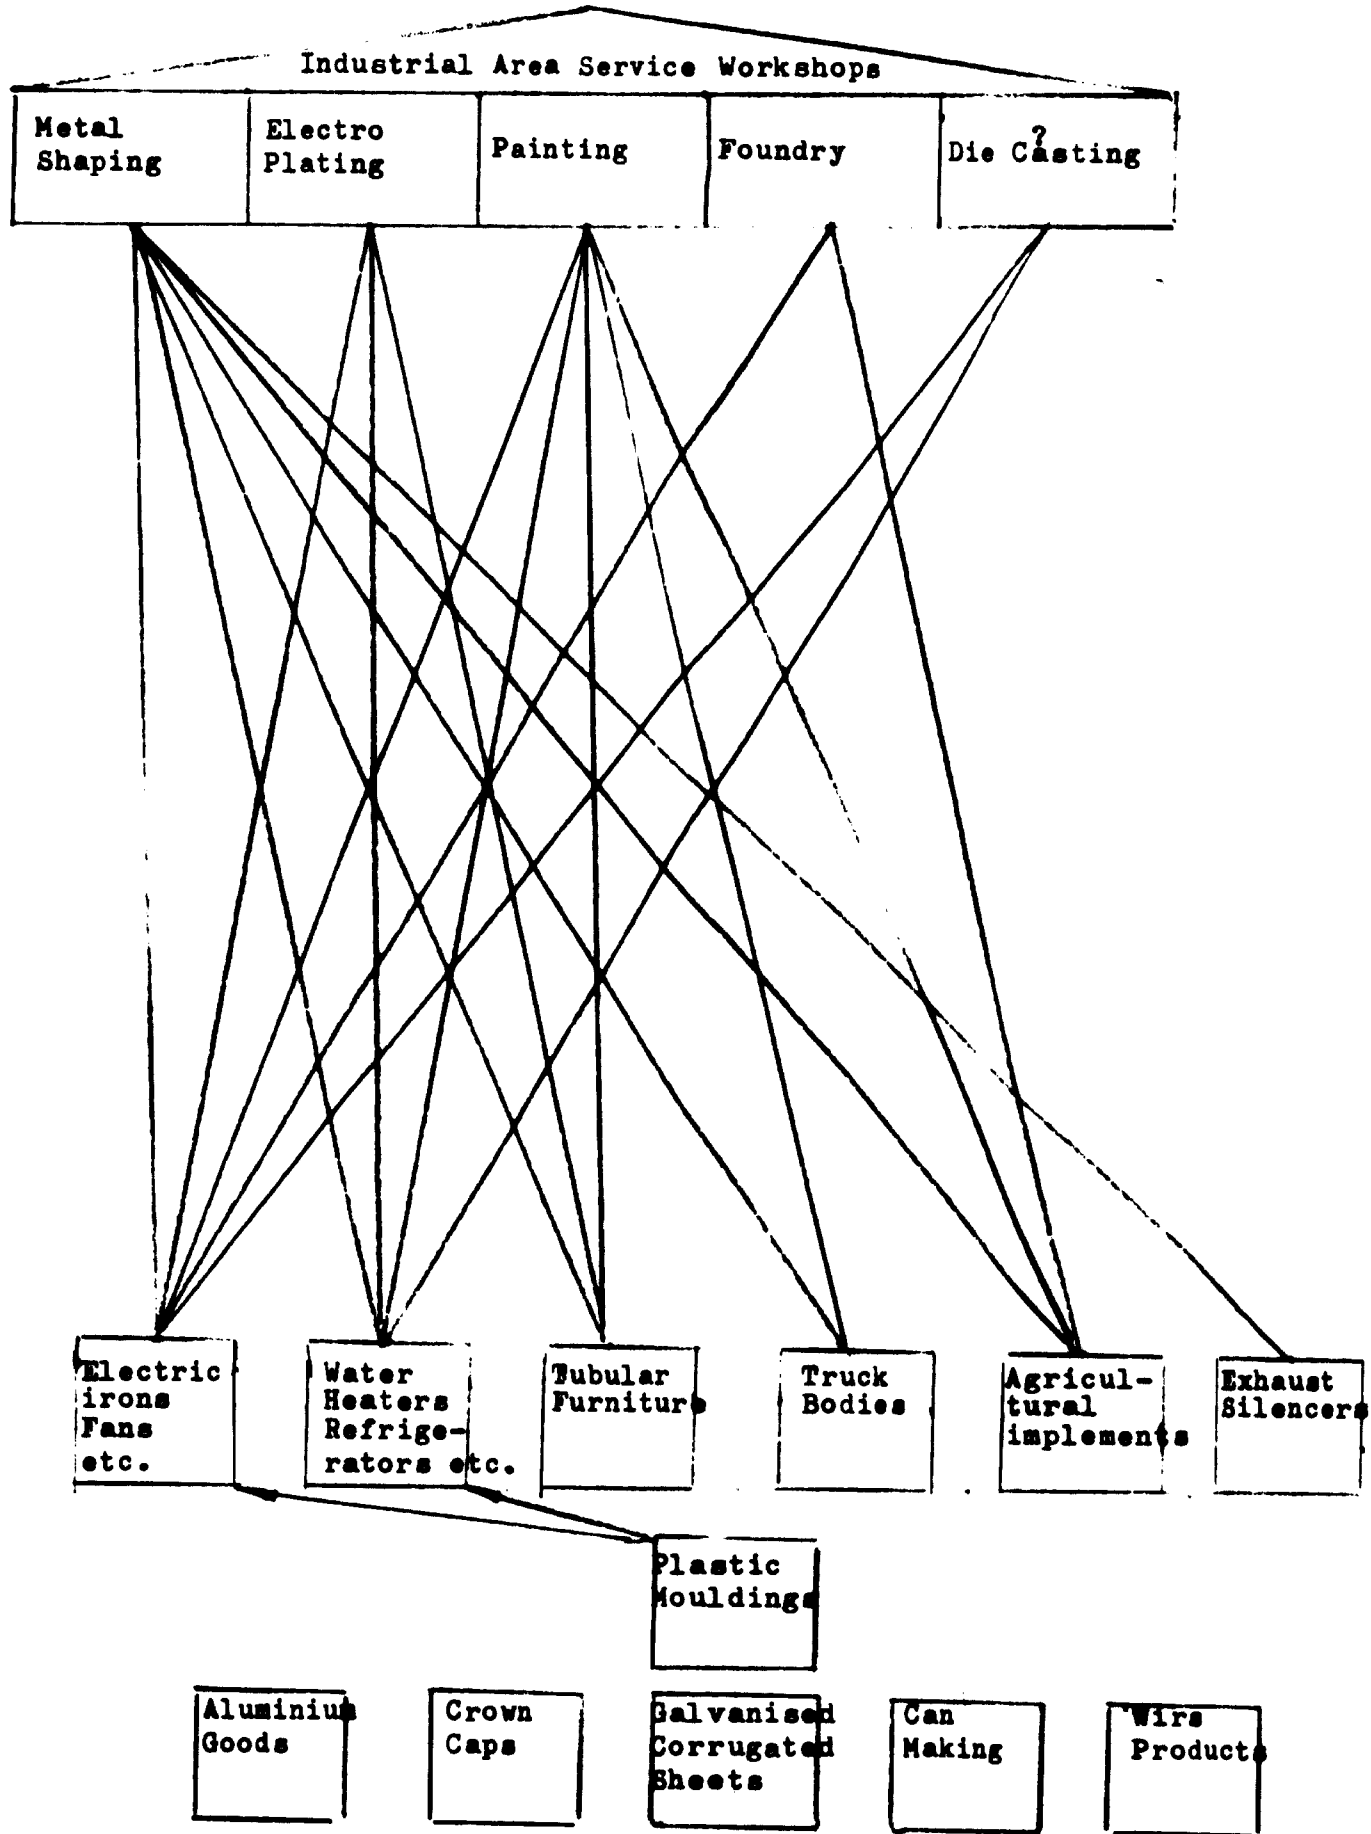 Industrial Area Service Workshops
Metal
Shaping
Electro
Plating
Painting
Foundry
?
Die Casting
Electric
irons
Fans
etc.
Water
Heaters
Refrige-
rators etc.
Tubular
Furniture
Truck
Bodies
Agricul-
tural
implements
Exhaust
Silencers
Plastic
Mouldings
Aluminium
Goods
Crown
Caps
Galvanised
Corrugated
Sheets
Can
Making
Wirs
Products